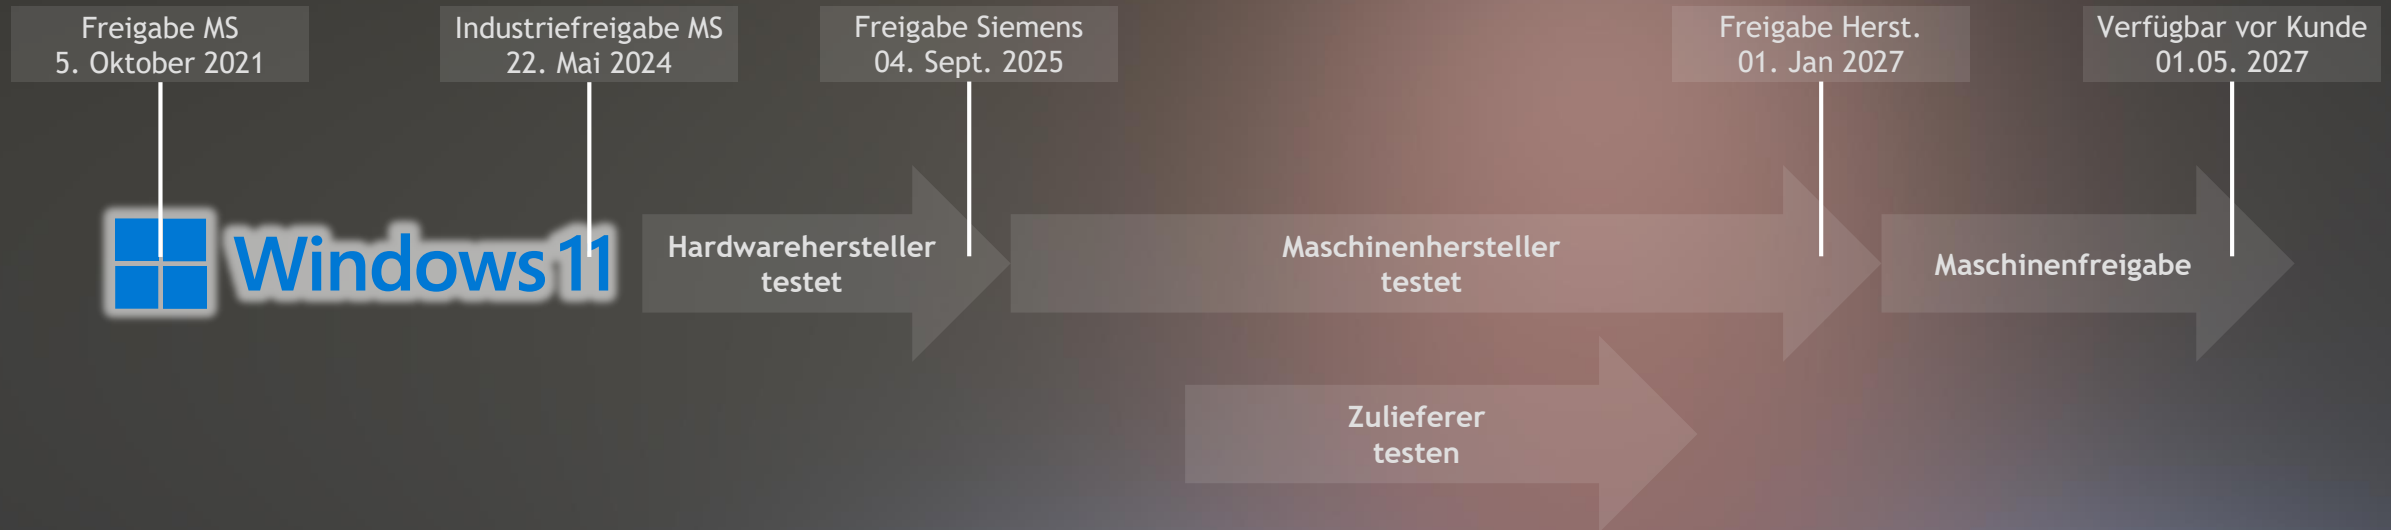 Freigabe MS
5. Oktober 2021
Industriefreigabe MS
22. Mai 2024
Freigabe Siemens
04. Sept. 2025
Freigabe Herst.
01. Jan 2027
Verfügbar vor Kunde
01.05. 2027
Windows 11
Hardwarehersteller
testet
Maschinenhersteller
testet
Maschinenfreigabe
Zulieferer
testen